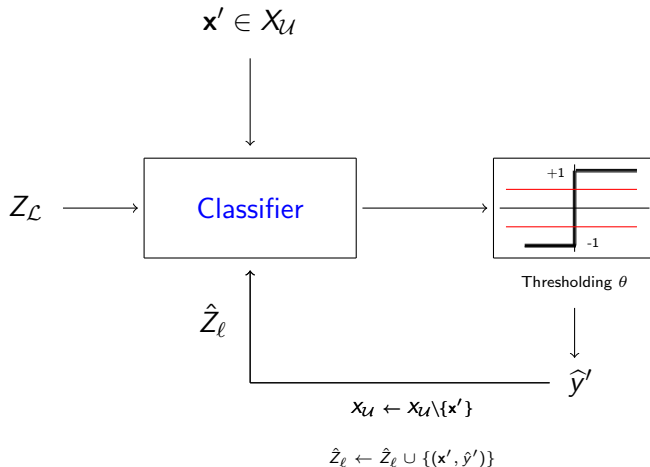 𝐱′ ∈ X_𝒰
Z_ℒ
Classifier
+1
-1
Thresholding θ
Ẑ_ℓ
ŷ′
X_𝒰 ← X_𝒰\{𝐱′}
Ẑ_ℓ ← Ẑ_ℓ ∪ {(𝐱′, ŷ′)}